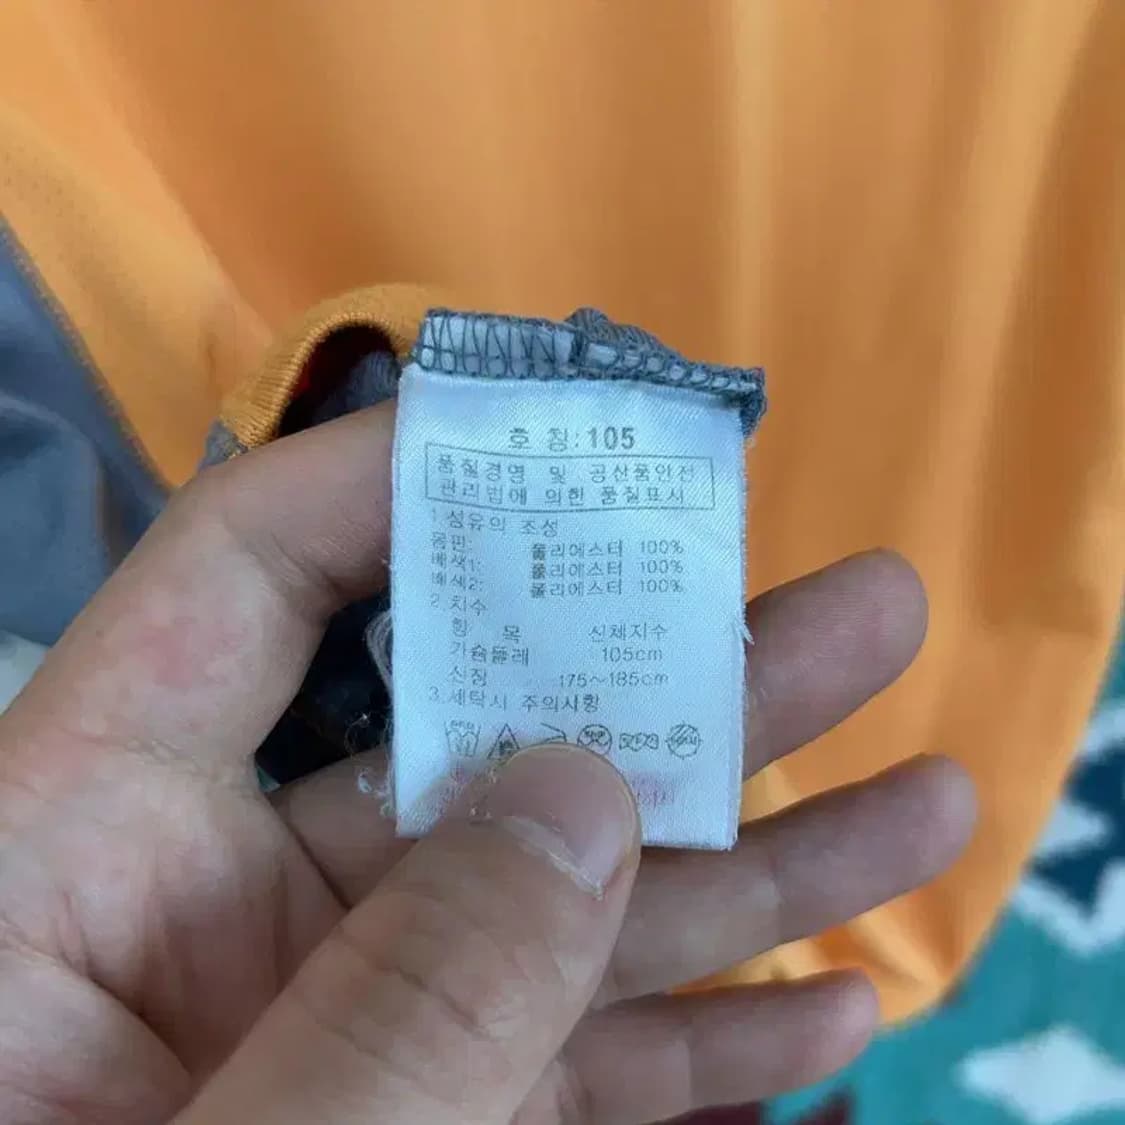 호 칭: 105
품질경영 및 공산품안전
관리법에 의한 품질표시
1. 섬유의 조성
몸판: 폴리에스터 100%
배색1: 폴리에스터 100%
배색2: 폴리에스터 100%
2. 치수
항 목 신체지수
가슴둘레 105cm
신장 175~185cm
3. 세탁시 주의사항